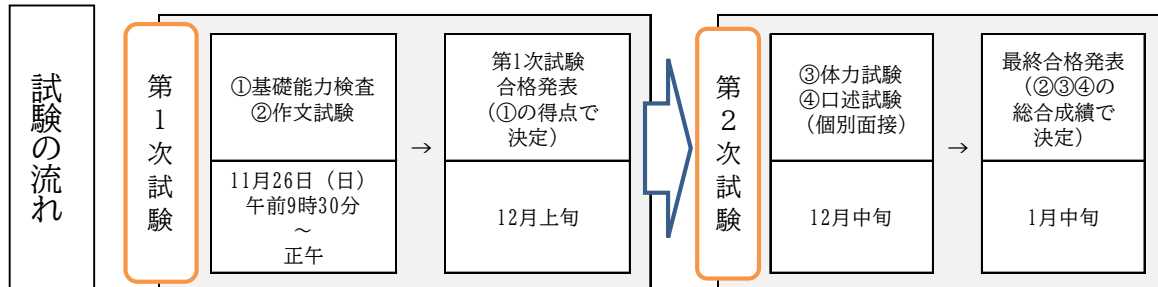 試験の流れ
第1次試験
①基礎能力検査
②作文試験
11月26日（日）
午前9時30分
～
正午
→
第1次試験
合格発表
（①の得点で
決定）
12月上旬
第2次試験
③体力試験
④口述試験
（個別面接）
12月中旬
→
最終合格発表
（②③④の
総合成績で
決定）
1月中旬